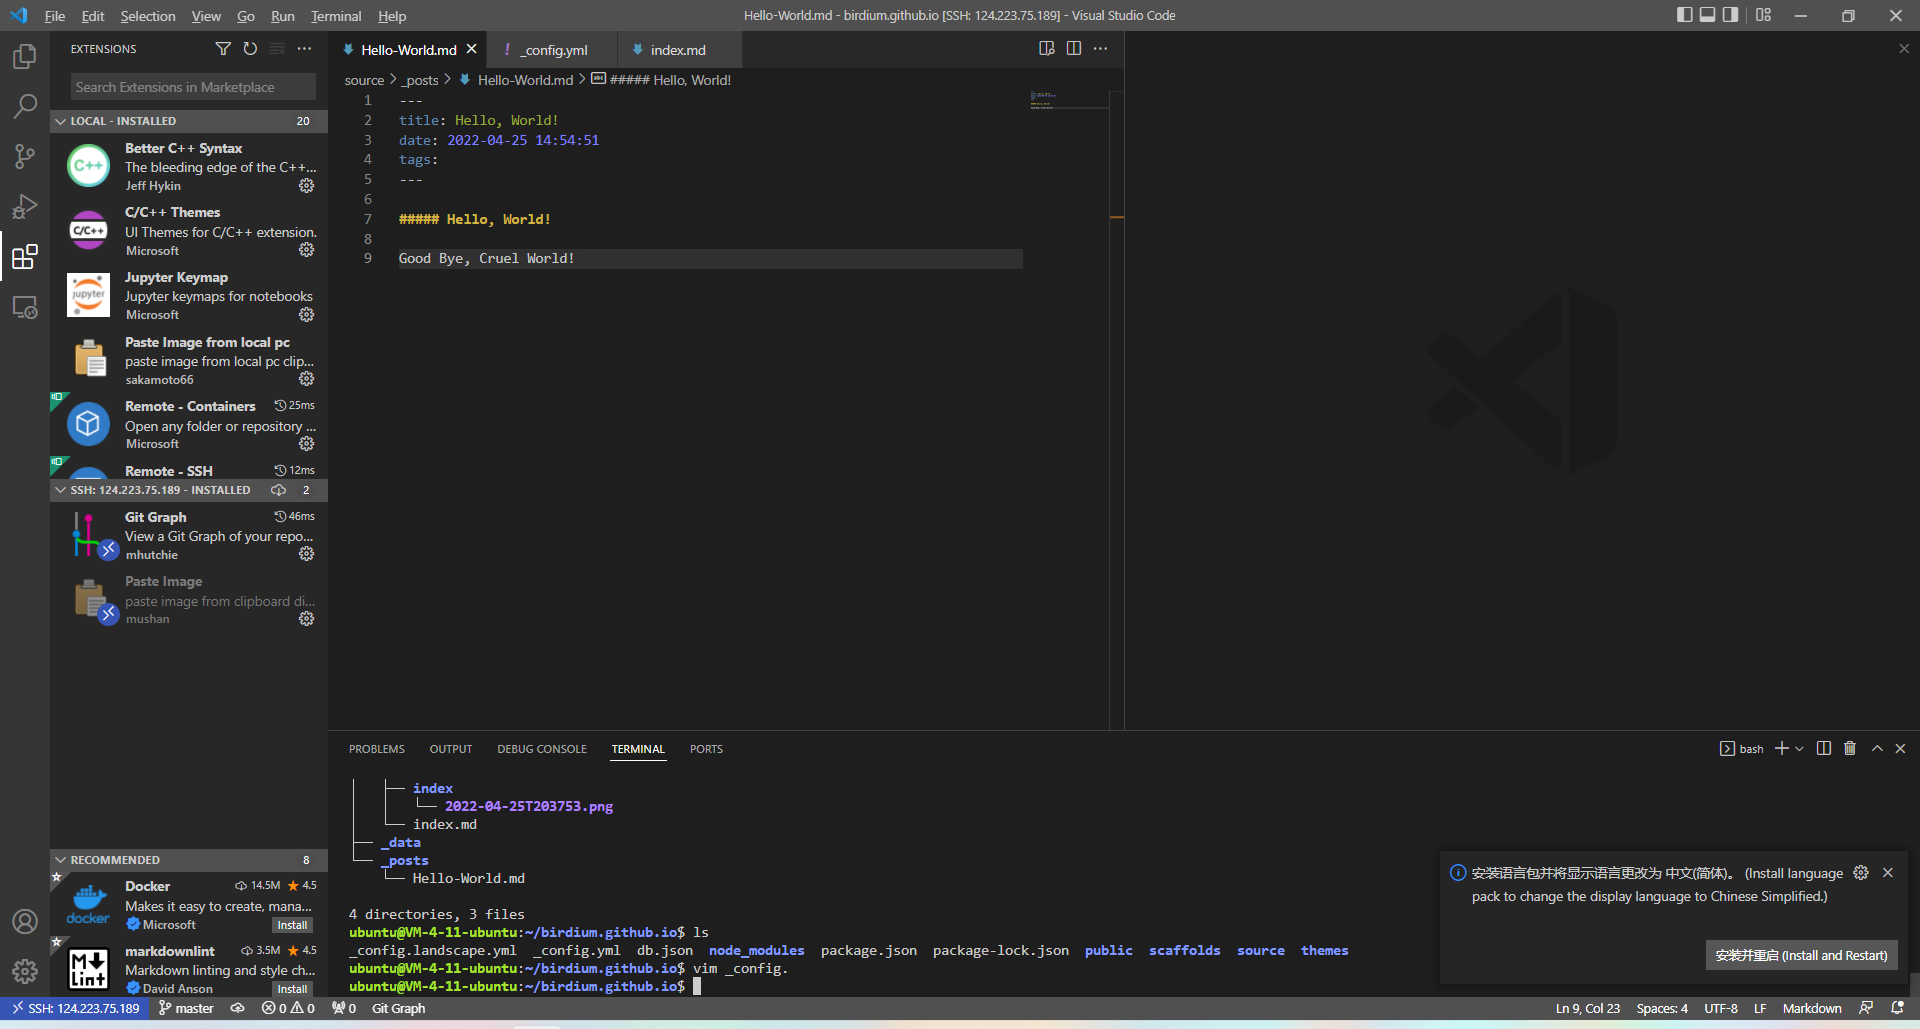 File Edit Selection View Go Run Terminal Help
Hello-World.md - birdium.github.io [SSH: 124.223.75.189] - Visual Studio Code
EXTENSIONS
Search Extensions in Marketplace
LOCAL - INSTALLED 20
Better C++ Syntax
The bleeding edge of the C++...
Jeff Hykin
C/C++ Themes
UI Themes for C/C++ extension.
Microsoft
Jupyter Keymap
Jupyter keymaps for notebooks
Microsoft
Paste Image from local pc
paste image from local pc clip...
sakamoto66
Remote - Containers 25ms
Open any folder or repository ...
Microsoft
Remote - SSH 12ms
SSH: 124.223.75.189 - INSTALLED 2
Git Graph 46ms
View a Git Graph of your repo...
mhutchie
Paste Image
paste image from clipboard di...
mushan
RECOMMENDED 8
Docker 14.5M 4.5
Makes it easy to create, mana...
Microsoft Install
markdownlint 3.5M 4.5
Markdown linting and style ch...
David Anson Install
C++
C/C++
jupyter
docker
M
Lint
Hello-World.md _config.yml index.md
source > _posts > Hello-World.md > ##### Hello, World!
1 ---
2 title: Hello, World!
3 date: 2022-04-25 14:54:51
4 tags:
5 ---
6
7 ##### Hello, World!
8
9 Good Bye, Cruel World!
PROBLEMS OUTPUT DEBUG CONSOLE TERMINAL PORTS
bash
│   ├── index
│   │   └── 2022-04-25T203753.png
│   └── index.md
├── _data
└── _posts
    └── Hello-World.md
4 directories, 3 files
ubuntu@VM-4-11-ubuntu:~/birdium.github.io$ ls
_config.landscape.yml _config.yml db.json node_modules package.json package-lock.json public scaffolds source themes
ubuntu@VM-4-11-ubuntu:~/birdium.github.io$ vim _config.
ubuntu@VM-4-11-ubuntu:~/birdium.github.io$
安装语言包并将显示语言更改为 中文(简体)。 (Install language
pack to change the display language to Chinese Simplified.)
安装并重启 (Install and Restart)
SSH: 124.223.75.189 master 0 0 0 Git Graph
Ln 9, Col 23 Spaces: 4 UTF-8 LF Markdown